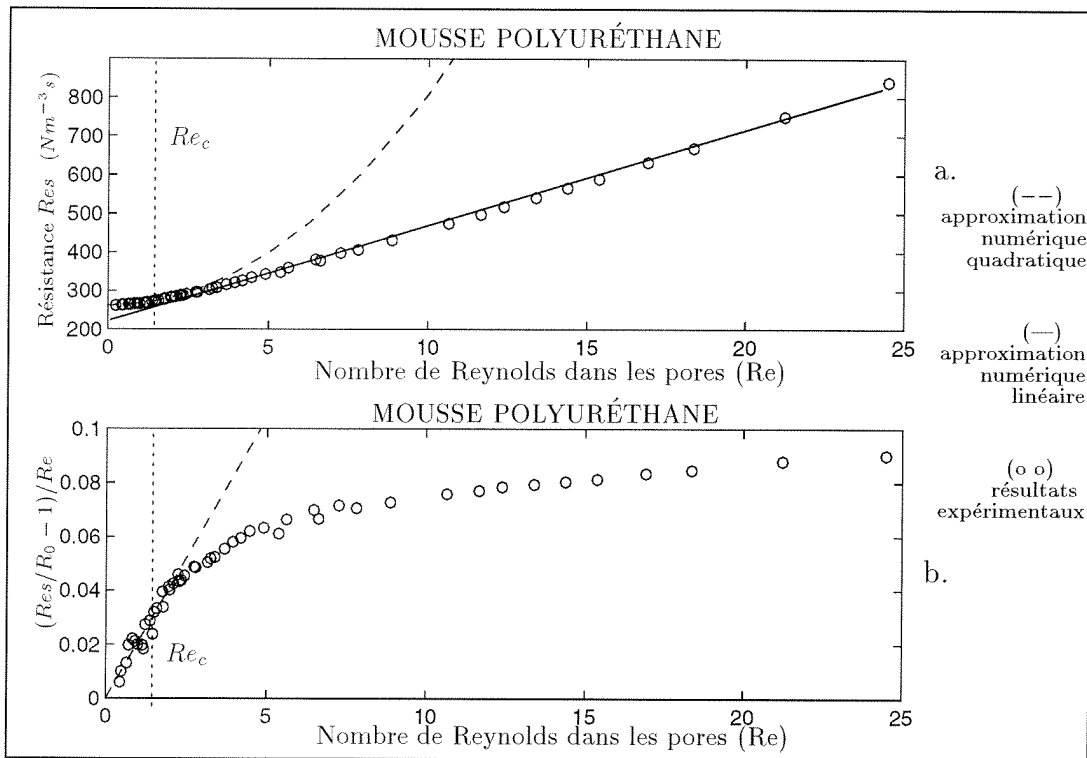 MOUSSE POLYURÉTHANE
Résistance Res (Nm⁻³s)
800
700
600
500
400
300
200
Re_c
0 5 10 15 20 25
Nombre de Reynolds dans les pores (Re)
a.
MOUSSE POLYURÉTHANE
(Res/R₀ − 1)/Re
0.1
0.08
0.06
0.04
0.02
0
Re_c
0 5 10 15 20 25
Nombre de Reynolds dans les pores (Re)
b.
(−−)
approximation
numérique
quadratique
(—)
approximation
numérique
linéaire
(o o)
résultats
expérimentaux